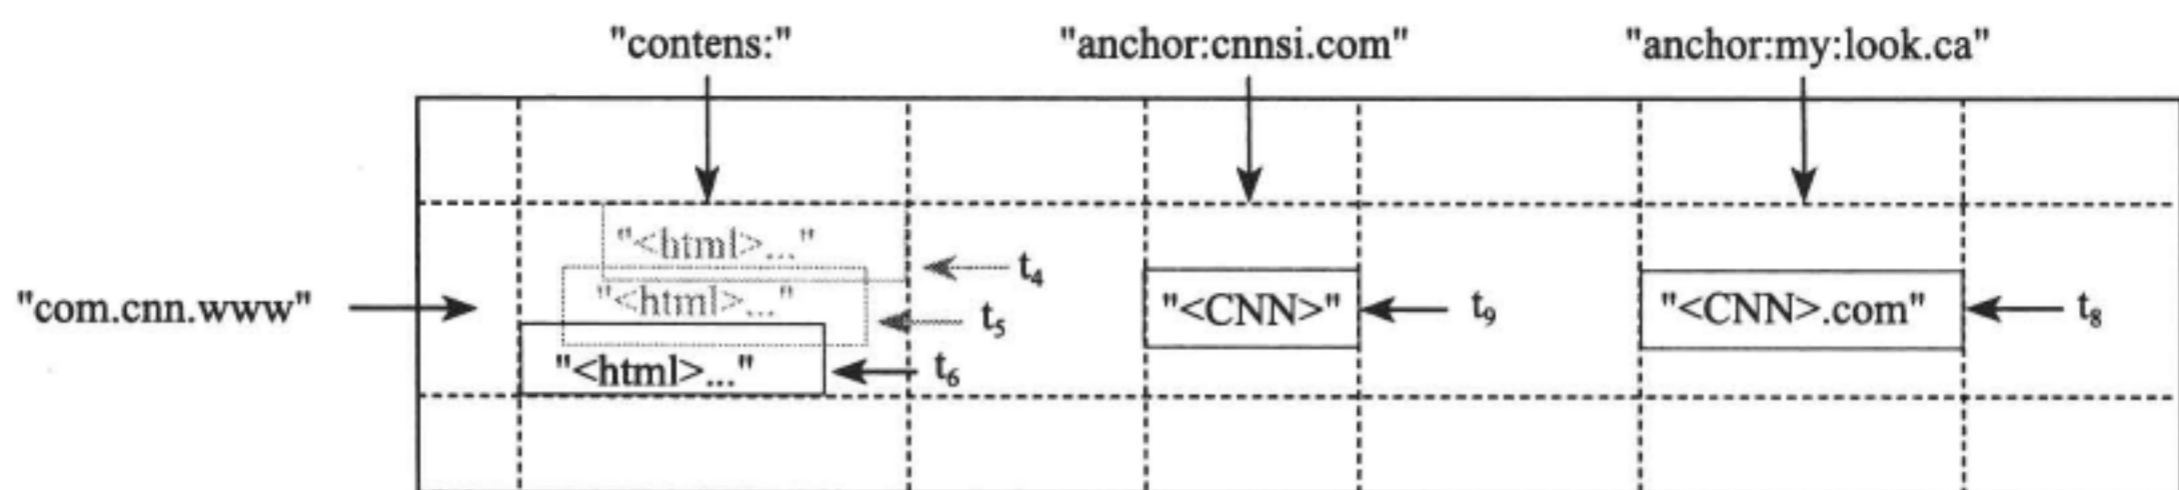 "contens:" "anchor:cnnsi.com" "anchor:my:look.ca"
"<html>..."
t4
"<html>..."
"com.cnn.www" "<CNN>" t9 "<CNN>.com" t8
t5
"<html>..." t6